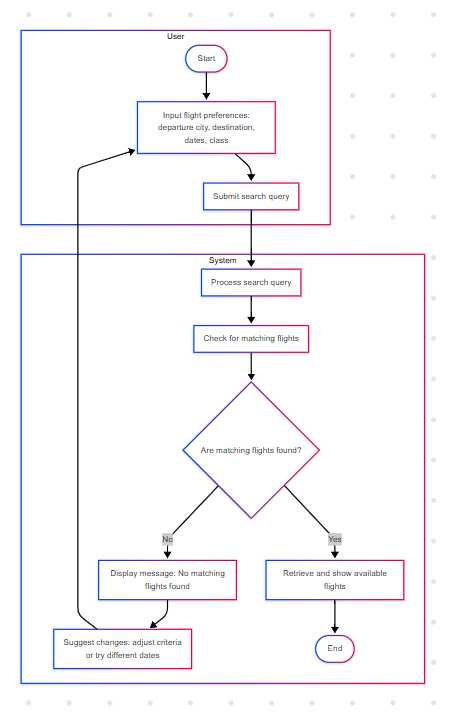 User
Start
Input flight preferences:
departure city, destination,
dates, class
Submit search query
System
Process search query
Check for matching flights
Are matching flights found?
No
Yes
Display message: No matching
flights found
Retrieve and show available
flights
Suggest changes: adjust criteria
or try different dates
End